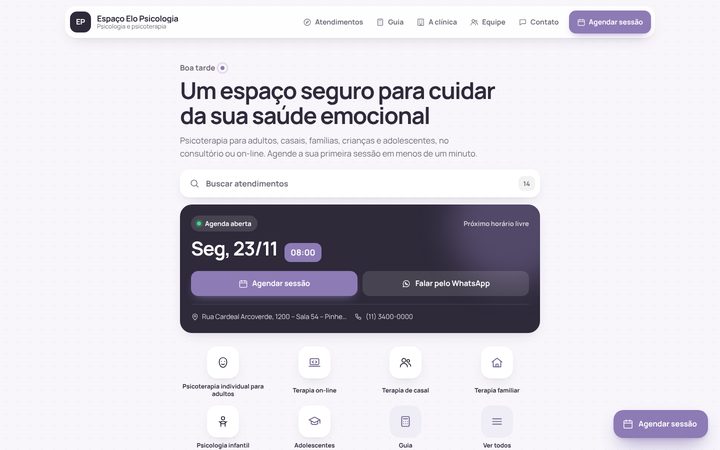 EP
Espaço Elo Psicologia
Psicologia e psicoterapia
Atendimentos
Guia
A clínica
Equipe
Contato
Agendar sessão
Boa tarde
Um espaço seguro para cuidar
da sua saúde emocional
Psicoterapia para adultos, casais, famílias, crianças e adolescentes, no
consultório ou on-line. Agende a sua primeira sessão em menos de um minuto.
Buscar atendimentos
14
Agenda aberta
Próximo horário livre
Seg, 23/11
08:00
Agendar sessão
Falar pelo WhatsApp
Rua Cardeal Arcoverde, 1200 – Sala 54 – Pinhe...
(11) 3400-0000
Psicoterapia individual para
adultos
Terapia on-line
Terapia de casal
Terapia familiar
Psicologia infantil
Adolescentes
Guia
Ver todos
Agendar sessão